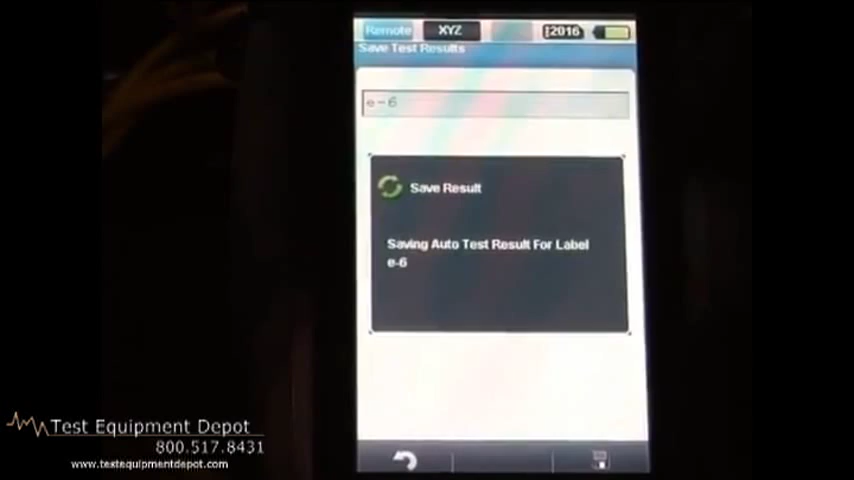 Remote XYZ 2016
Save Test Results
e-6
Save Result
Saving Auto Test Result For Label
e-6
Test Equipment Depot
800.517.8431
www.testequipmentdepot.com